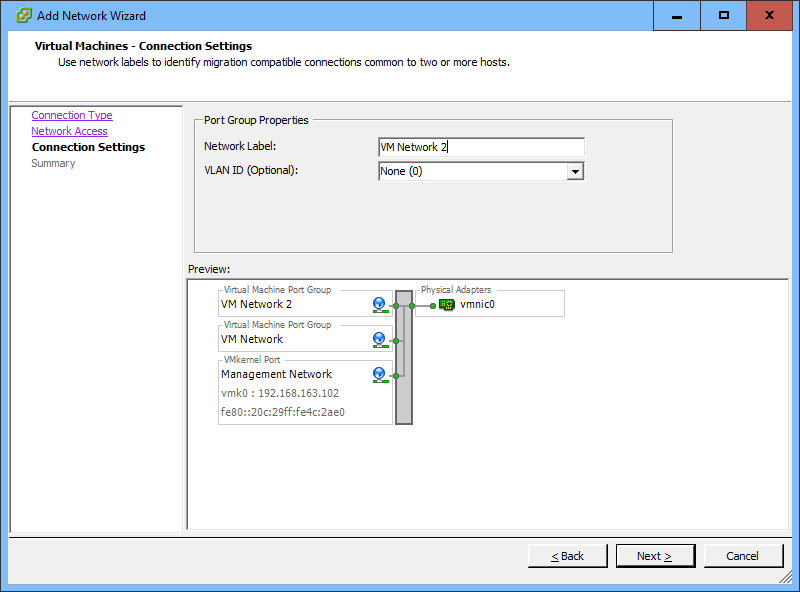 Add Network Wizard
Virtual Machines - Connection Settings
Use network labels to identify migration compatible connections common to two or more hosts.
Connection Type
Network Access
Connection Settings
Summary
Port Group Properties
Network Label: VM Network 2
VLAN ID (Optional): None (0)
Preview:
Virtual Machine Port Group
VM Network 2
Physical Adapters
vmnic0
Virtual Machine Port Group
VM Network
VMkernel Port
Management Network
vmk0 : 192.168.163.102
fe80::20c:29ff:fe4c:2ae0
< Back Next > Cancel